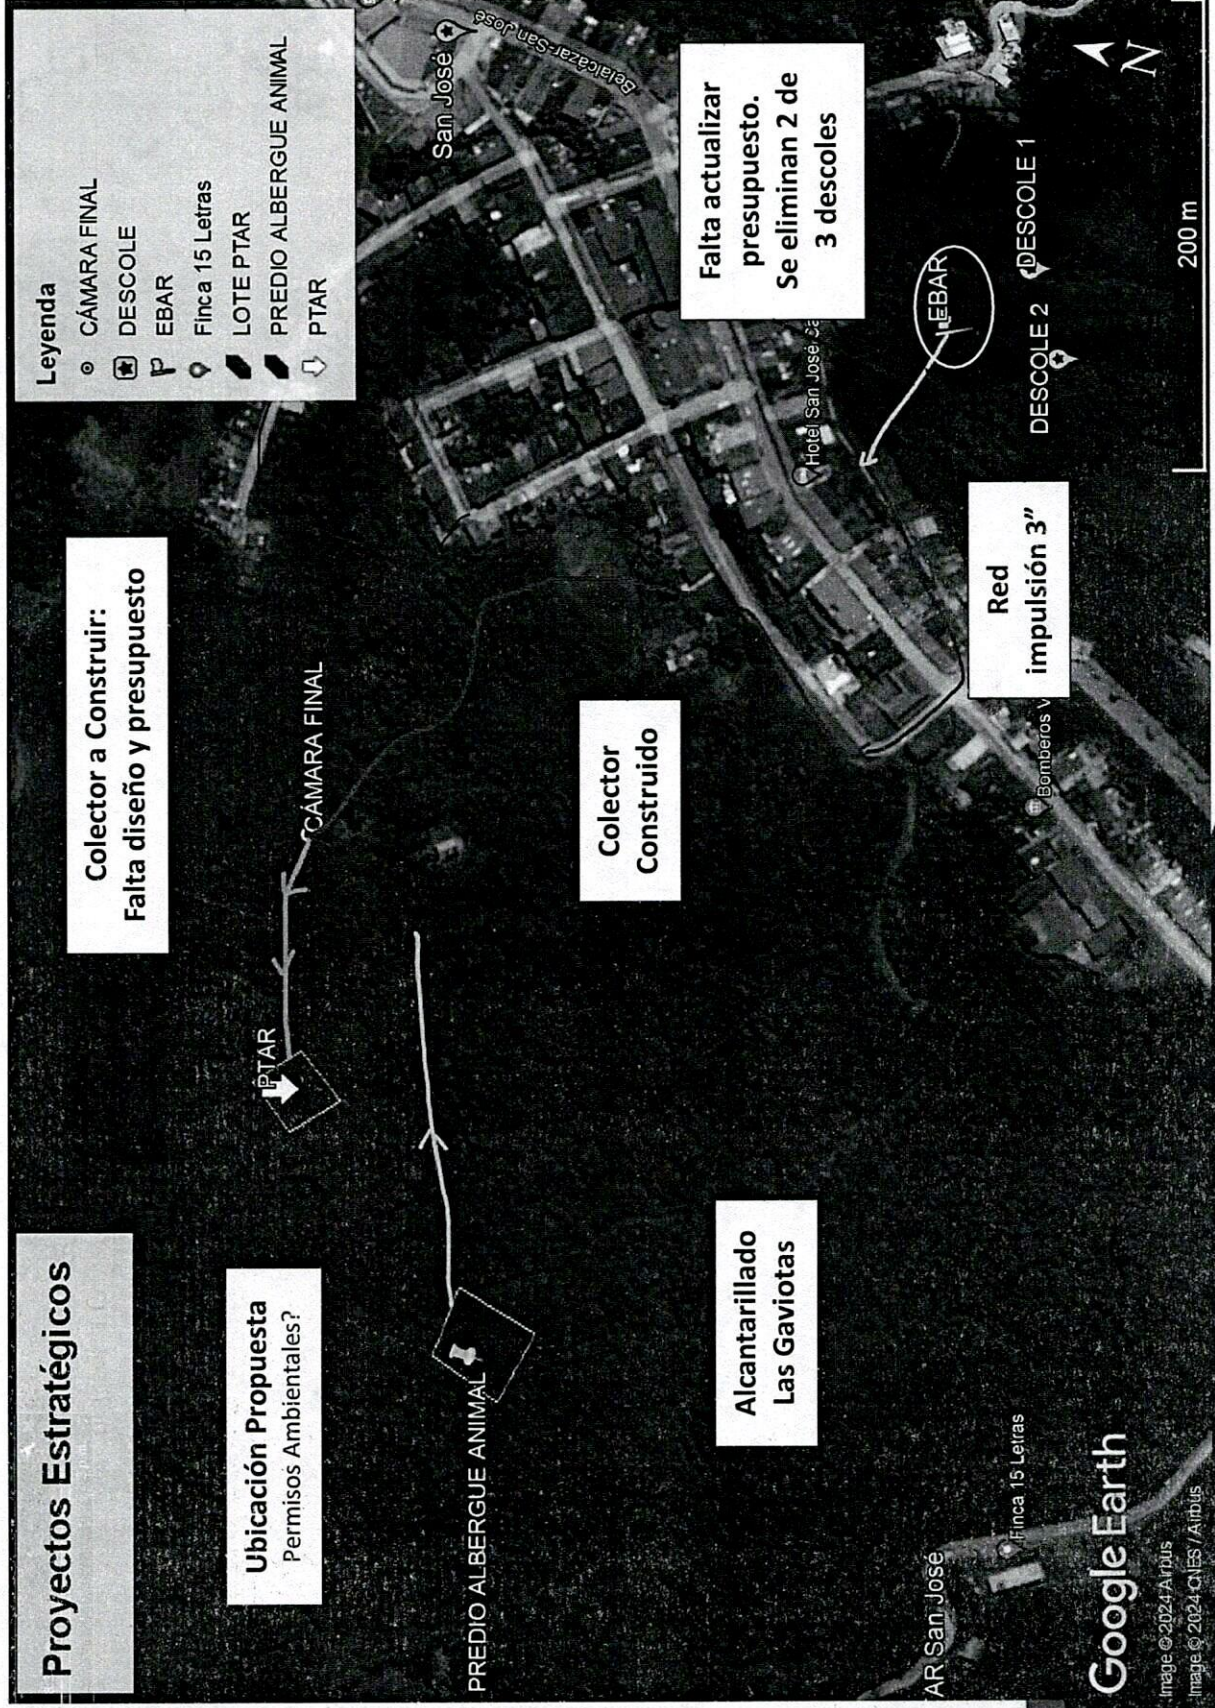 Proyectos Estratégicos
Ubicación Propuesta
Permisos Ambientales?
Colector a Construir:
Falta diseño y presupuesto
Leyenda
CÁMARA FINAL
DESCOLE
EBAR
Finca 15 Letras
LOTE PTAR
PREDIO ALBERGUE ANIMAL
PTAR
PTAR
CÁMARA FINAL
San José
Belalcázar-San José
PREDIO ALBERGUE ANIMAL
Colector
Construido
Alcantarillado
Las Gaviotas
Falta actualizar
presupuesto.
Se eliminan 2 de
3 descoles
Hotel San José
EBAR
Red
impulsión 3”
Bomberos
DESCOLE 2
DESCOLE 1
AR San José
Finca 15 Letras
Google Earth
Image © 2024 Airbus
Image © 2024 CNES / Airbus
200 m
N